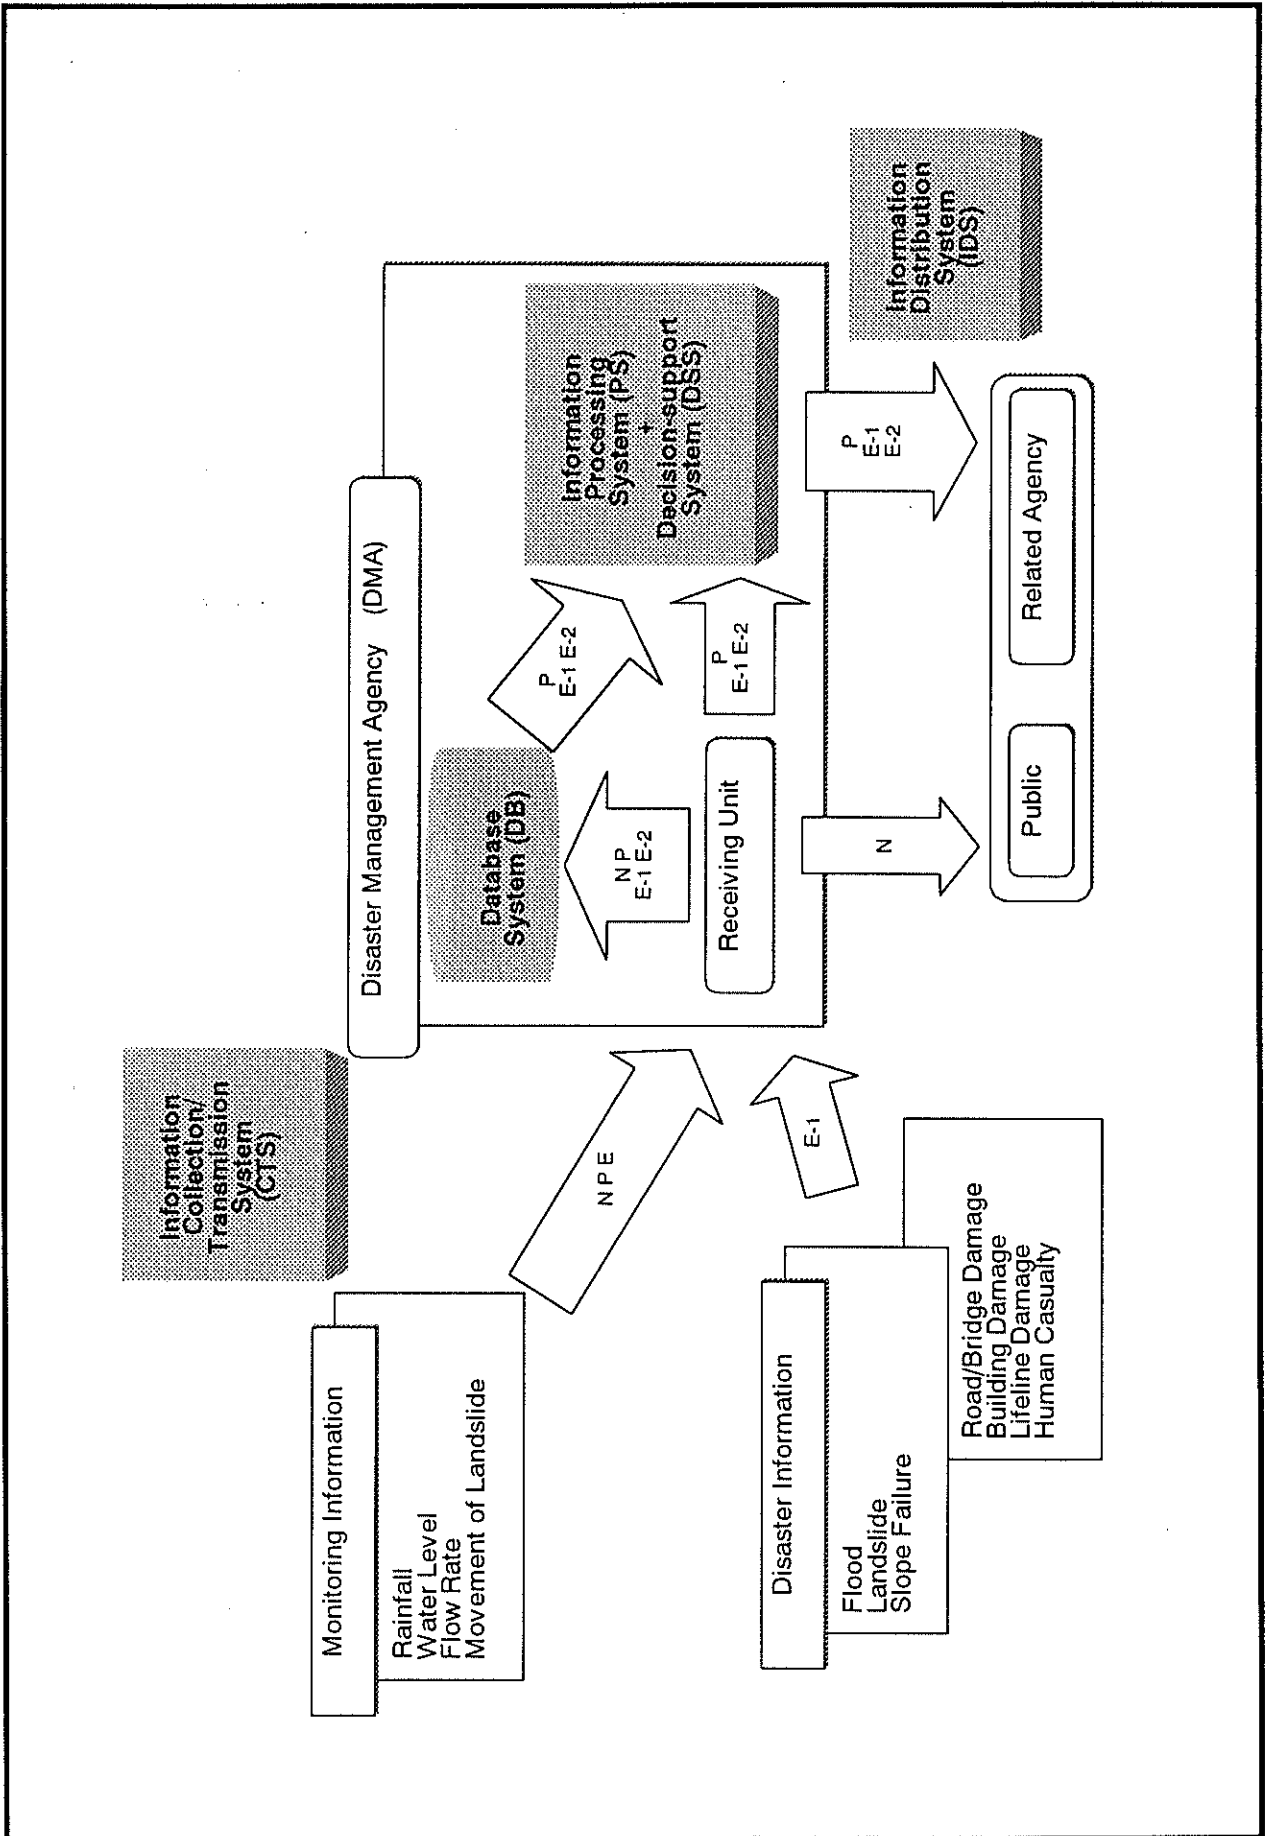 Information
Collection/
Transmission
System
(CTS)
Monitoring Information
Rainfall
Water Level
Flow Rate
Movement of Landslide
N P E
Disaster Information
Flood
Landslide
Slope Failure
Road/Bridge Damage
Building Damage
Lifeline Damage
Human Casualty
E-1
Disaster Management Agency (DMA)
Database
System (DB)
N P
E-1 E-2
Receiving Unit
P
E-1 E-2
P
E-1 E-2
Information
Processing
System (PS)
+
Decision-support
System (DSS)
N
P
E-1
E-2
Public
Related Agency
Information
Distribution
System
(IDS)